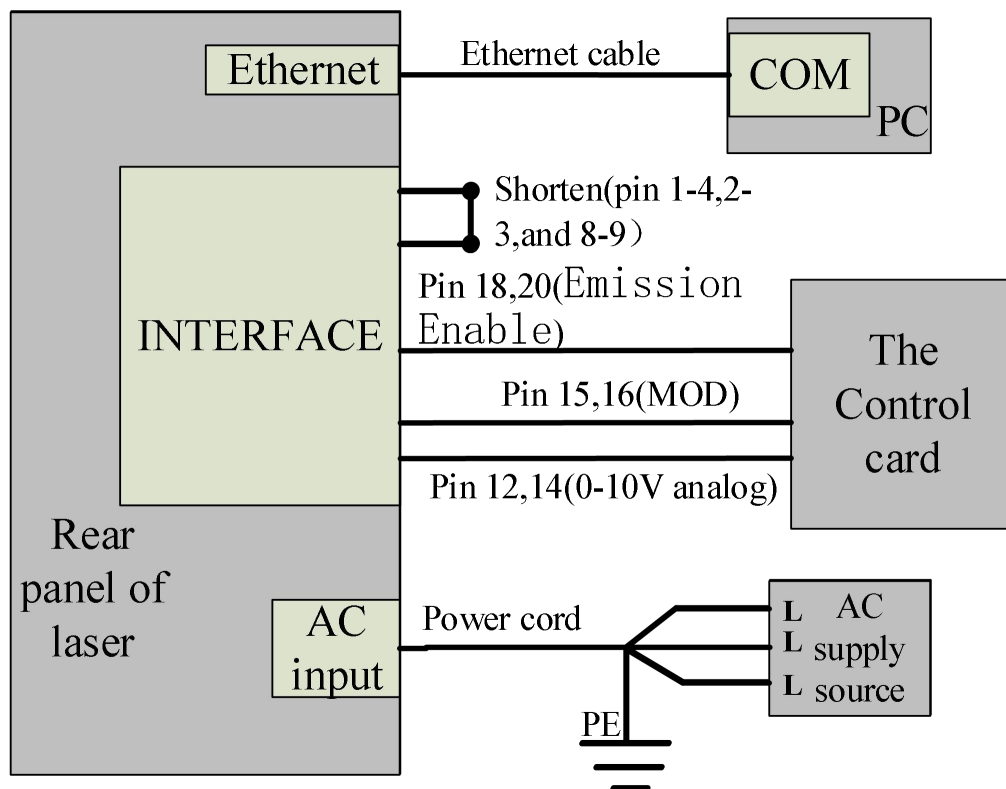 Ethernet
Ethernet cable
COM
PC
Shorten(pin 1-4,2-
3,and 8-9）
Pin 18,20(Emission
Enable)
INTERFACE
Pin 15,16(MOD)
Pin 12,14(0-10V analog)
The
Control
card
Rear
panel of
laser
AC
input
Power cord
PE
L
L
L
AC
supply
source